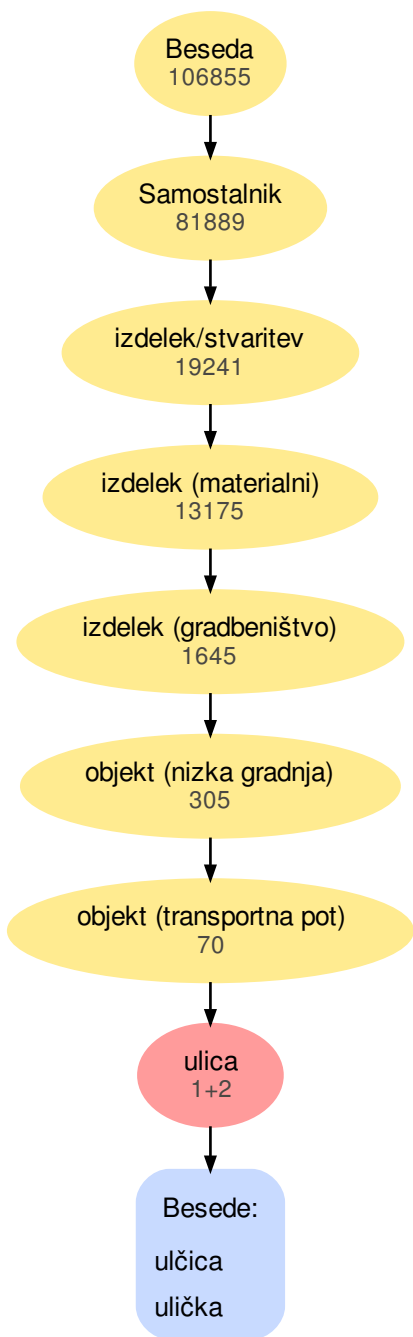 Beseda
106855
Samostalnik
81889
izdelek/stvaritev
19241
izdelek (materialni)
13175
izdelek (gradbeništvo)
1645
objekt (nizka gradnja)
305
objekt (transportna pot)
70
ulica
1+2
Besede:
ulčica
ulička